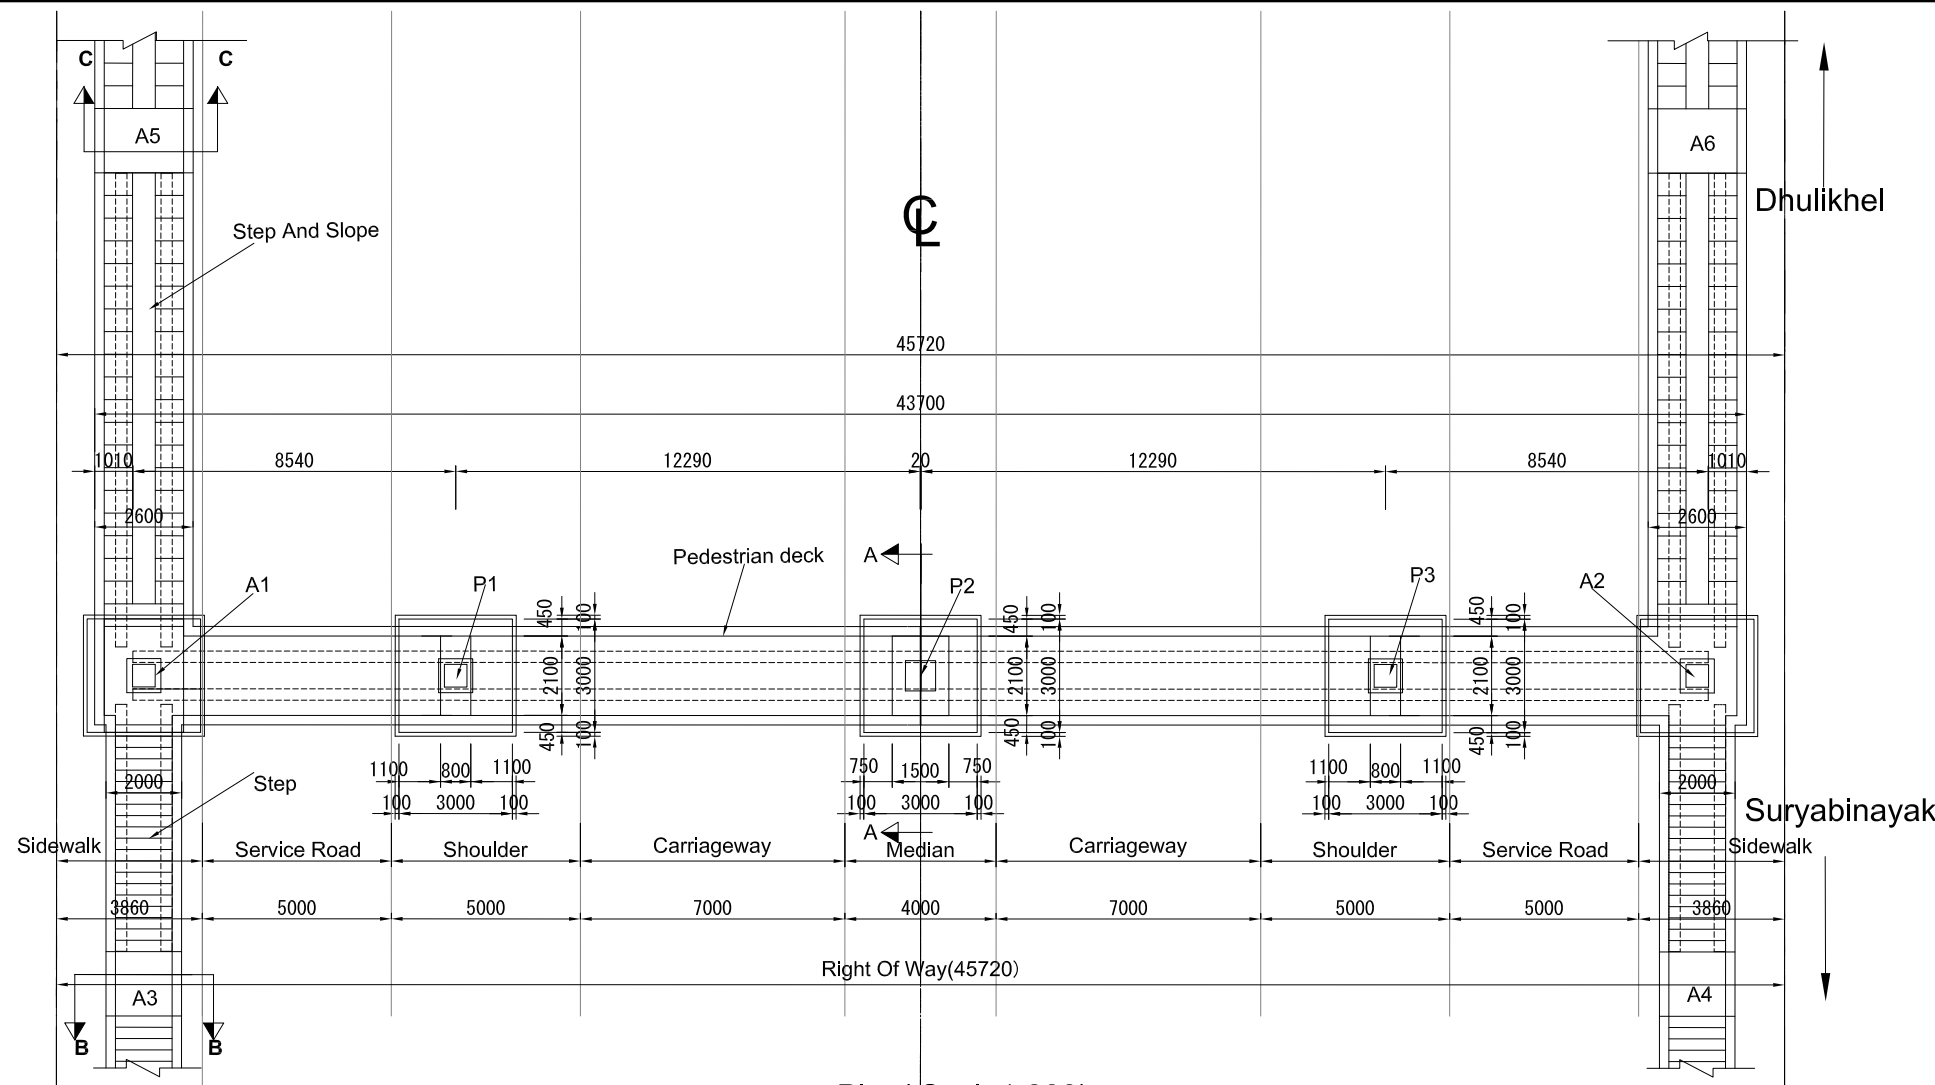 C C
A5
A6
Dhulikhel
Step And Slope
CL
45720
43700
1010 8540 12290 20 12290 8540 1010
2600 2600
Pedestrian deck A
A1 P1 P2 P3 A2
450 100 450 100 450 100
2100 3000 2100 3000 2100 3000
450 100 450 100 450 100
1100 800 1100 750 1500 750 1100 800 1100
2000 Step 2000
100 3000 100 100 3000 100 100 3000 100
Suryabinayak
A
Sidewalk Service Road Shoulder Carriageway Median Carriageway Shoulder Service Road Sidewalk
3860 5000 5000 7000 4000 7000 5000 5000 3860
Right Of Way(45720)
A3 A4
B B